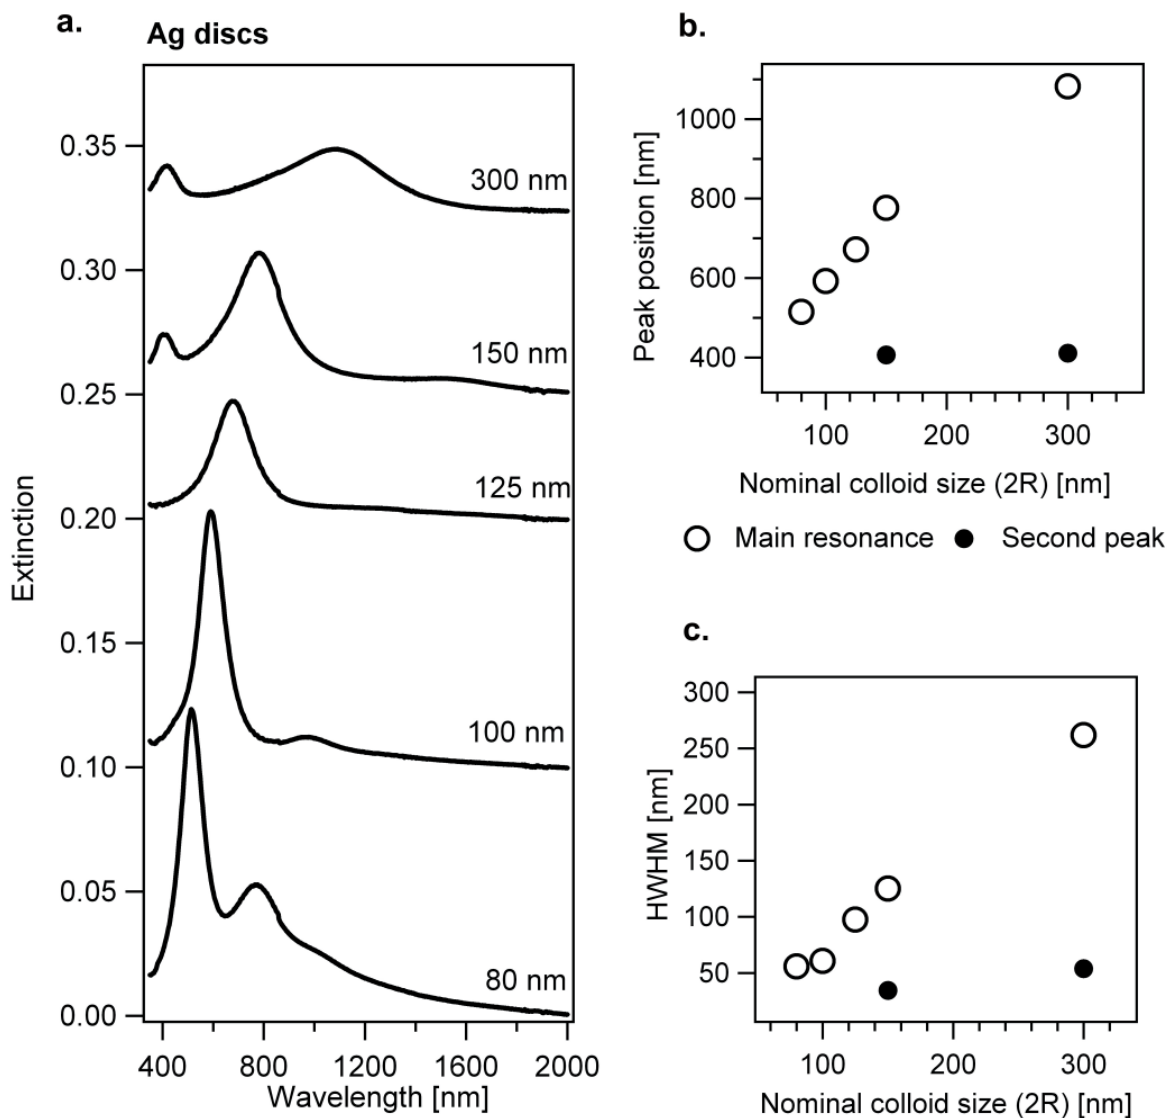 a.
Ag discs
0.35
0.30
0.25
0.20
0.15
0.10
0.05
0.00
Extinction
300 nm
150 nm
125 nm
100 nm
80 nm
400 800 1200 1600 2000
Wavelength [nm]
b.
1000
800
600
400
Peak position [nm]
100 200 300
Nominal colloid size (2R) [nm]
Main resonance Second peak
c.
300
250
200
150
100
50
HWHM [nm]
100 200 300
Nominal colloid size (2R) [nm]